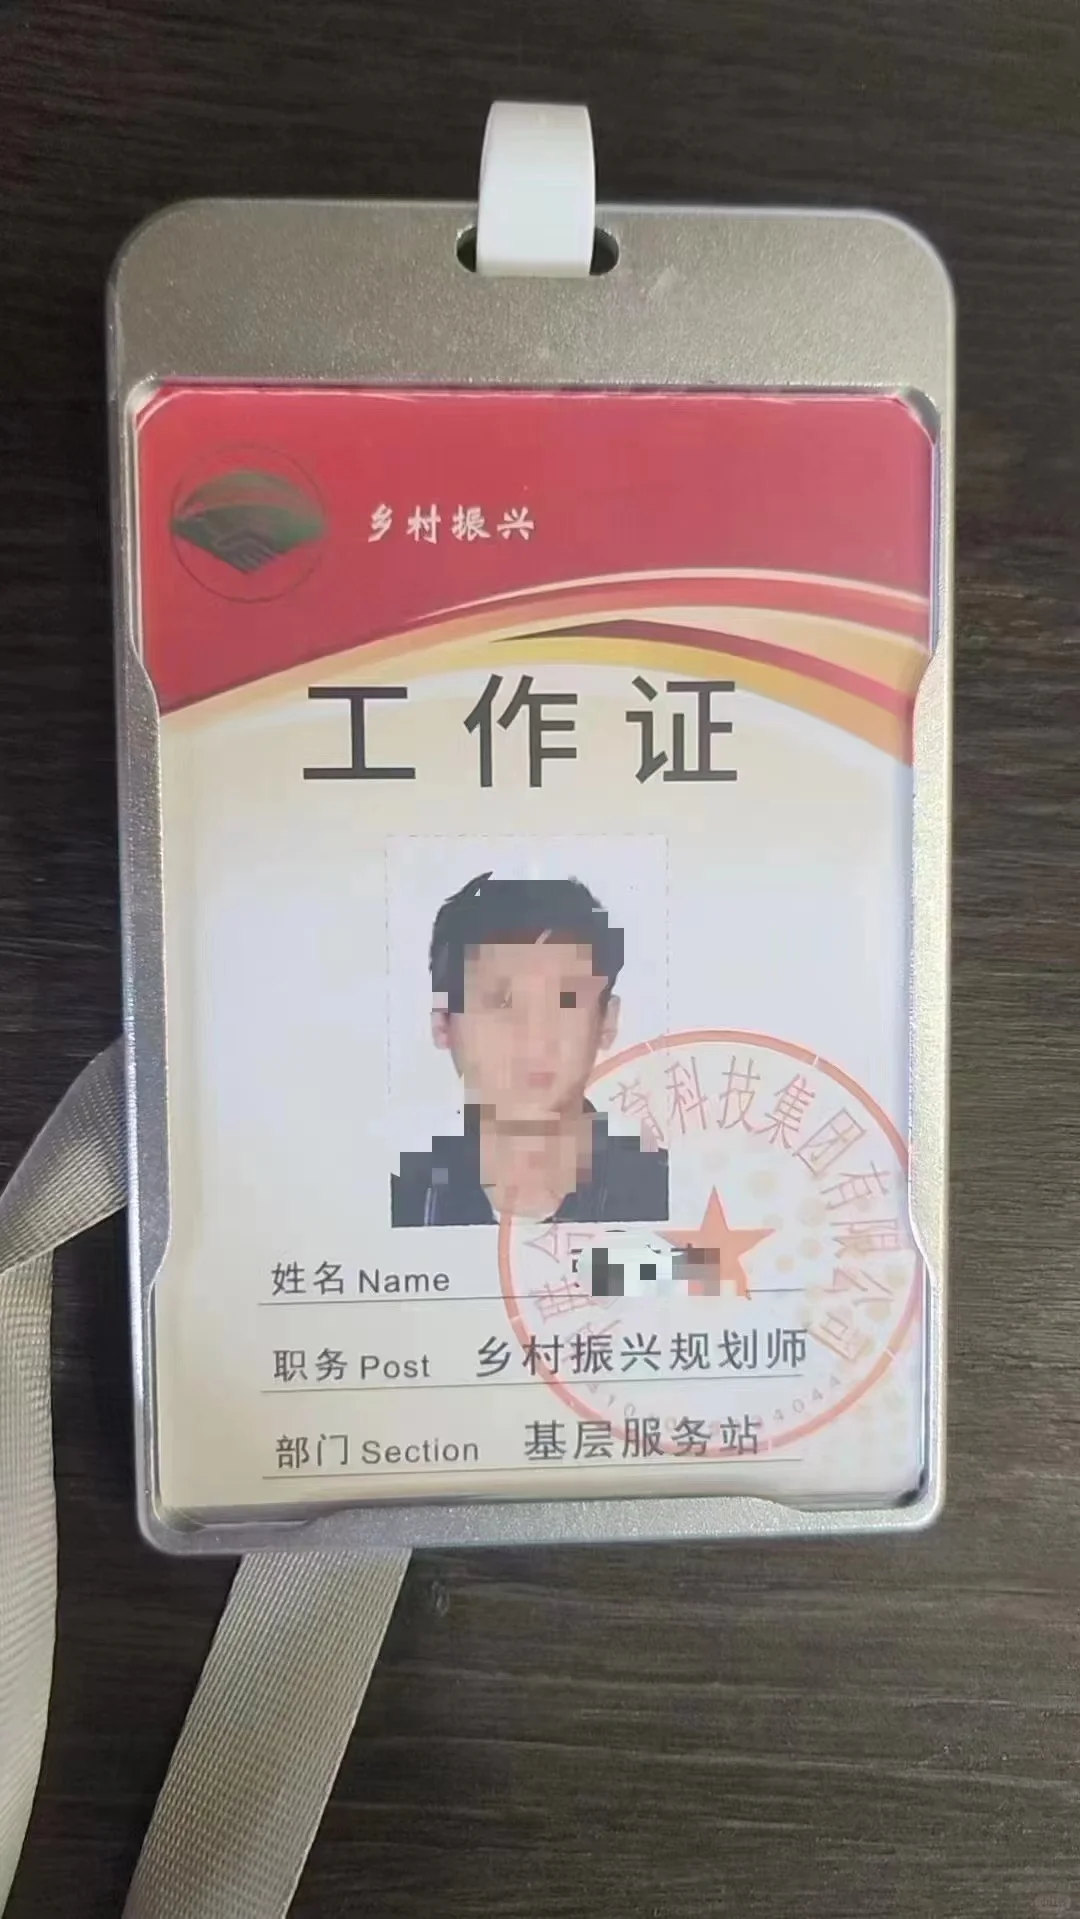 乡村振兴
工作证
育科技集团有限公司
姓名 Name
职务 Post 乡村振兴规划师
部门 Section 基层服务站